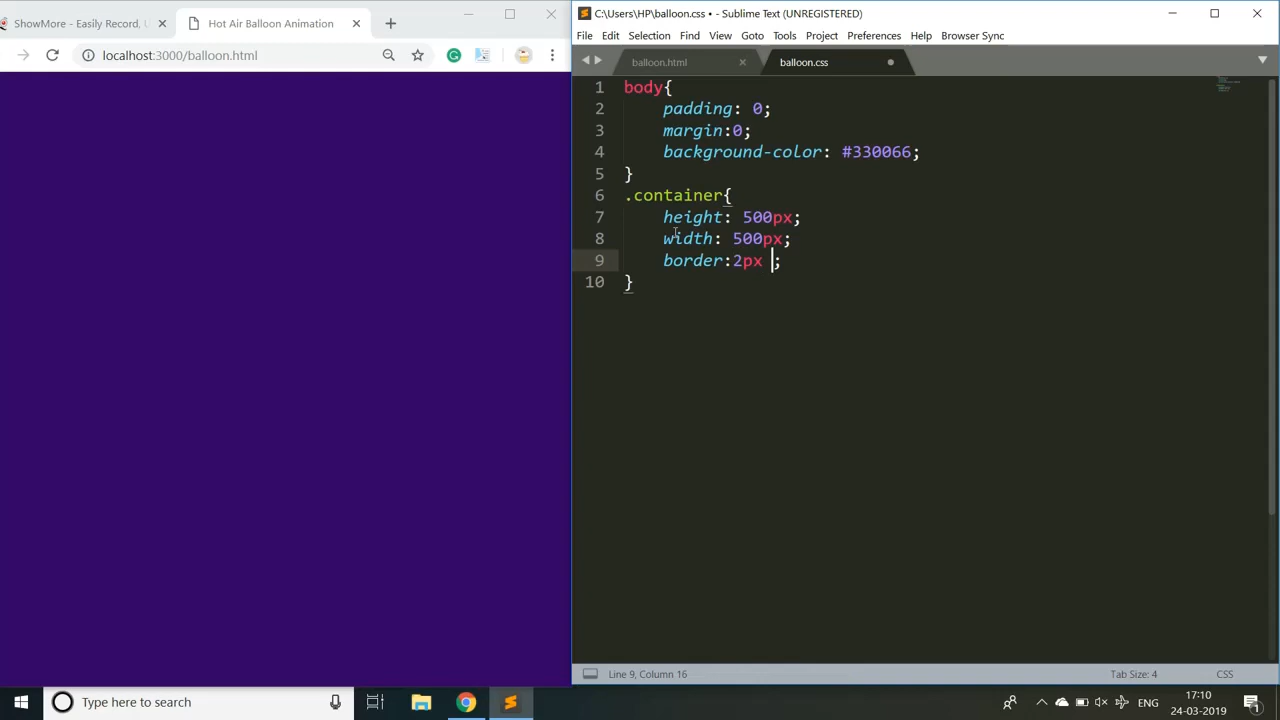 ShowMore - Easily Record,
Hot Air Balloon Animation
localhost:3000/balloon.html
C:\Users\HP\balloon.css • - Sublime Text (UNREGISTERED)
File Edit Selection Find View Goto Tools Project Preferences Help Browser Sync
balloon.html
balloon.css
1 body{
2 padding: 0;
3 margin:0;
4 background-color: #330066;
5 }
6 .container{
7 height: 500px;
8 width: 500px;
9 border:2px ;
10 }
Line 9, Column 16
Tab Size: 4
CSS
Type here to search
ENG
17:10
24-03-2019
1